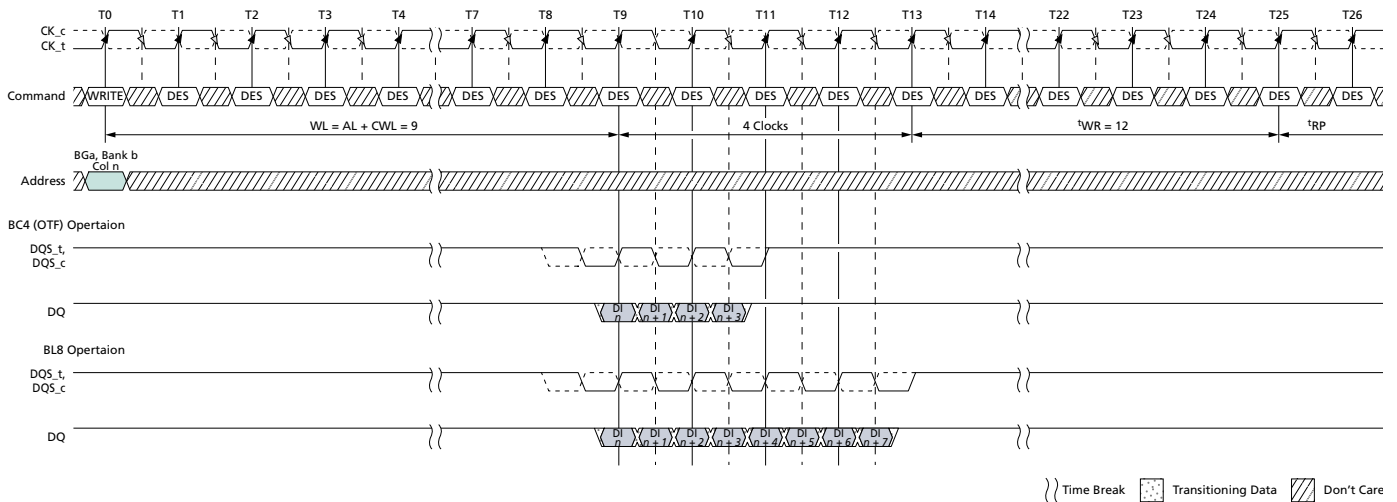 T0 T1 T2 T3 T4 T7 T8 T9 T10 T11 T12 T13 T14 T22 T23 T24 T25 T26
CK_c
CK_t
Command WRITE DES DES DES DES DES DES DES DES DES DES DES DES DES DES DES DES DES
WL = AL + CWL = 9 4 Clocks tWR = 12 tRP
BGa, Bank b
Col n
Address
BC4 (OTF) Opertaion
DQS_t,
DQS_c
DQ DI n DI n + 1 DI n + 2 DI n + 3
BL8 Opertaion
DQS_t,
DQS_c
DQ DI n DI n + 1 DI n + 2 DI n + 3 DI n + 4 DI n + 5 DI n + 6 DI n + 7
Time Break Transitioning Data Don't Care